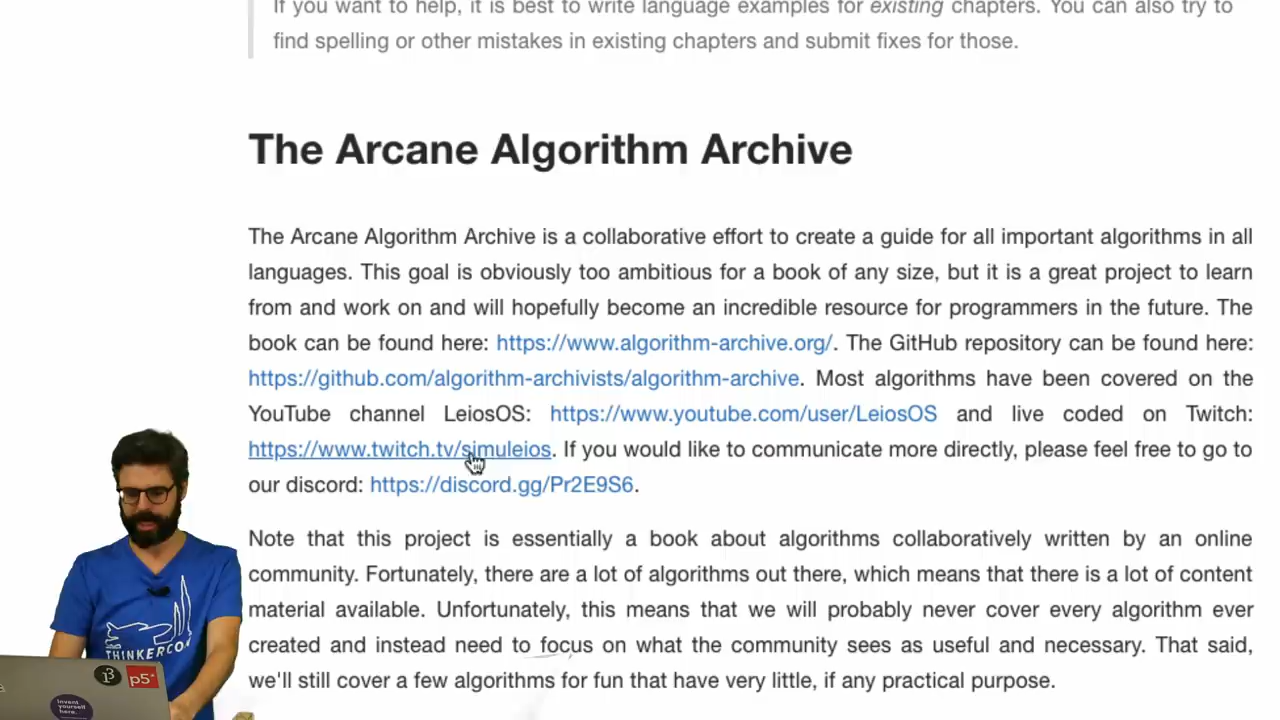 If you want to help, it is best to write language examples for existing chapters. You can also try to
find spelling or other mistakes in existing chapters and submit fixes for those.
The Arcane Algorithm Archive
The Arcane Algorithm Archive is a collaborative effort to create a guide for all important algorithms in all
languages. This goal is obviously too ambitious for a book of any size, but it is a great project to learn
from and work on and will hopefully become an incredible resource for programmers in the future. The
book can be found here: https://www.algorithm-archive.org/. The GitHub repository can be found here:
https://github.com/algorithm-archivists/algorithm-archive. Most algorithms have been covered on the
YouTube channel LeiosOS: https://www.youtube.com/user/LeiosOS and live coded on Twitch:
https://www.twitch.tv/simuleios. If you would like to communicate more directly, please feel free to go to
our discord: https://discord.gg/Pr2E9S6.
Note that this project is essentially a book about algorithms collaboratively written by an online
community. Fortunately, there are a lot of algorithms out there, which means that there is a lot of content
material available. Unfortunately, this means that we will probably never cover every algorithm ever
created and instead need to focus on what the community sees as useful and necessary. That said,
we'll still cover a few algorithms for fun that have very little, if any practical purpose.
THINKERCON
p5*
invent
yourself
here.